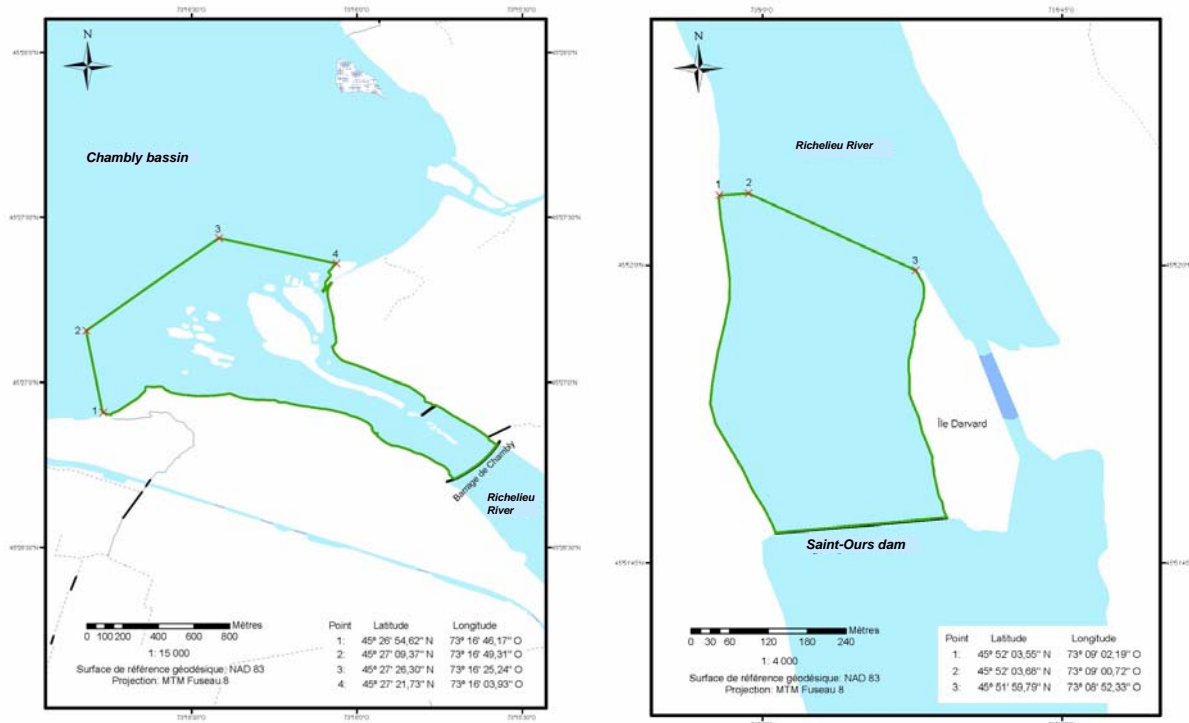 N
Chambly bassin
3
4
2
1
Barrage de Chambly
Richelieu
River
Mètres
0 100 200 400 600 800
1: 15 000
Surface de référence géodésique: NAD 83
Projection: MTM Fuseau 8
Point Latitude Longitude
1: 45° 26' 54,62'' N 73° 16' 46,17'' O
2: 45° 27' 09,37'' N 73° 16' 49,31'' O
3: 45° 27' 26,30'' N 73° 16' 25,24'' O
4: 45° 27' 21,73'' N 73° 16' 03,93'' O
N
Richelieu River
1
2
3
Île Darvard
Saint-Ours dam
Mètres
0 30 60 120 180 240
1: 4 000
Surface de référence géodésique: NAD 83
Projection: MTM Fuseau 8
Point Latitude Longitude
1: 45° 52' 03,55'' N 73° 09' 02,19'' O
2: 45° 52' 03,68'' N 73° 09' 00,72'' O
3: 45° 51' 59,79'' N 73° 08' 52,33'' O